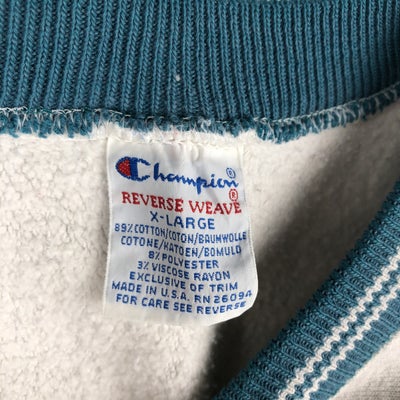 Champion®
REVERSE WEAVE®
X-LARGE
89% COTTON/COTON/BAUMWOLLE
COTONE/KATOEN/BOMULD
8% POLYESTER
3% VISCOSE RAYON
EXCLUSIVE OF TRIM
MADE IN U.S.A. RN 26094
FOR CARE SEE REVERSE